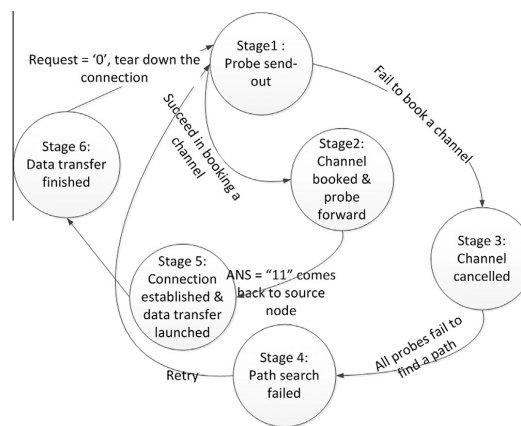 Stage1 :
Probe send-
out
Request = ‘0’, tear down the
connection
Fail to book a channel
Succeed in booking a
channel
Stage 6:
Data transfer
finished
Stage2:
Channel
booked &
probe
forward
Stage 3:
Channel
cancelled
Stage 5:
Connection
established &
data transfer
launched
ANS = “11” comes
back to source
node
All probes fail to
find a path
Stage 4:
Path search
failed
Retry